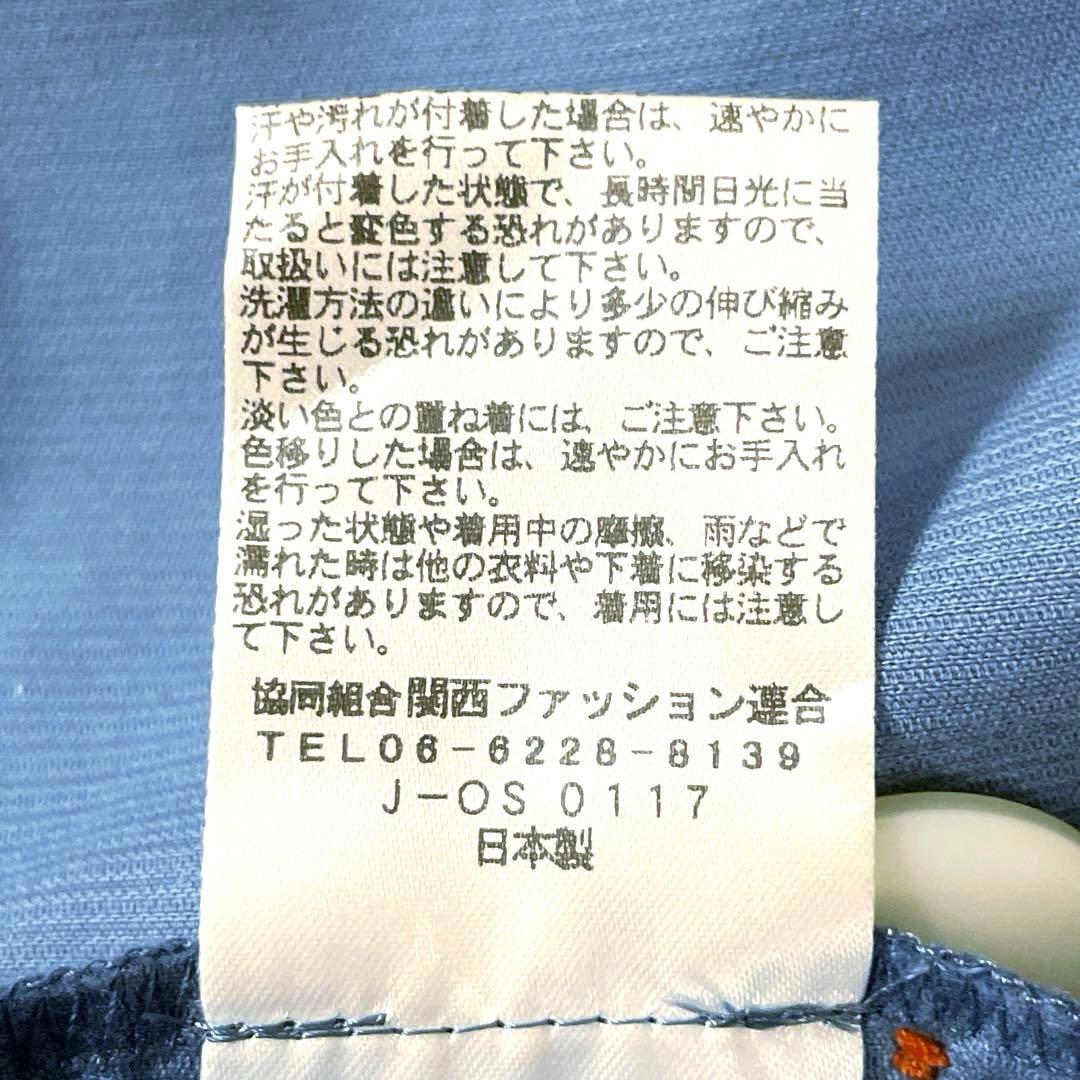 汗や汚れが付着した場合は、速やかに
お手入れを行って下さい。
汗が付着した状態で、長時間日光に当
たると変色する恐れがありますので、
取扱いには注意して下さい。
洗濯方法の違いにより多少の伸び縮み
が生じる恐れがありますので、ご注意
下さい。
淡い色との重ね着には、ご注意下さい。
色移りした場合は、速やかにお手入れ
を行って下さい。
湿った状態や着用中の摩擦、雨などで
濡れた時は他の衣料や下着に移染する
恐れがありますので、着用には注意し
て下さい。
協同組合関西ファッション連合
TEL06-6228-8139
J-OS 0117
日本製